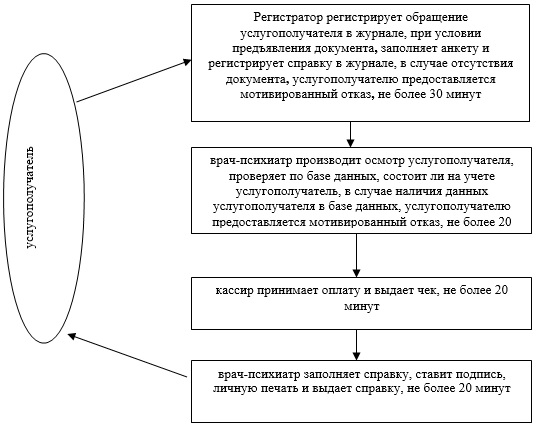 услугополучатель
Регистратор регистрирует обращение
услугополучателя в журнале, при условии
предъявления документа, заполняет анкету и
регистрирует справку в журнале, в случае отсутствия
документа, услугополучателю предоставляется
мотивированный отказ, не более 30 минут
врач-психиатр производит осмотр услугополучателя,
проверяет по базе данных, состоит ли на учете
услугополучатель, в случае наличия данных
услугополучателя в базе данных, услугополучателю
предоставляется мотивированный отказ, не более 20
кассир принимает оплату и выдает чек, не более 20
минут
врач-психиатр заполняет справку, ставит подпись,
личную печать и выдает справку, не более 20 минут